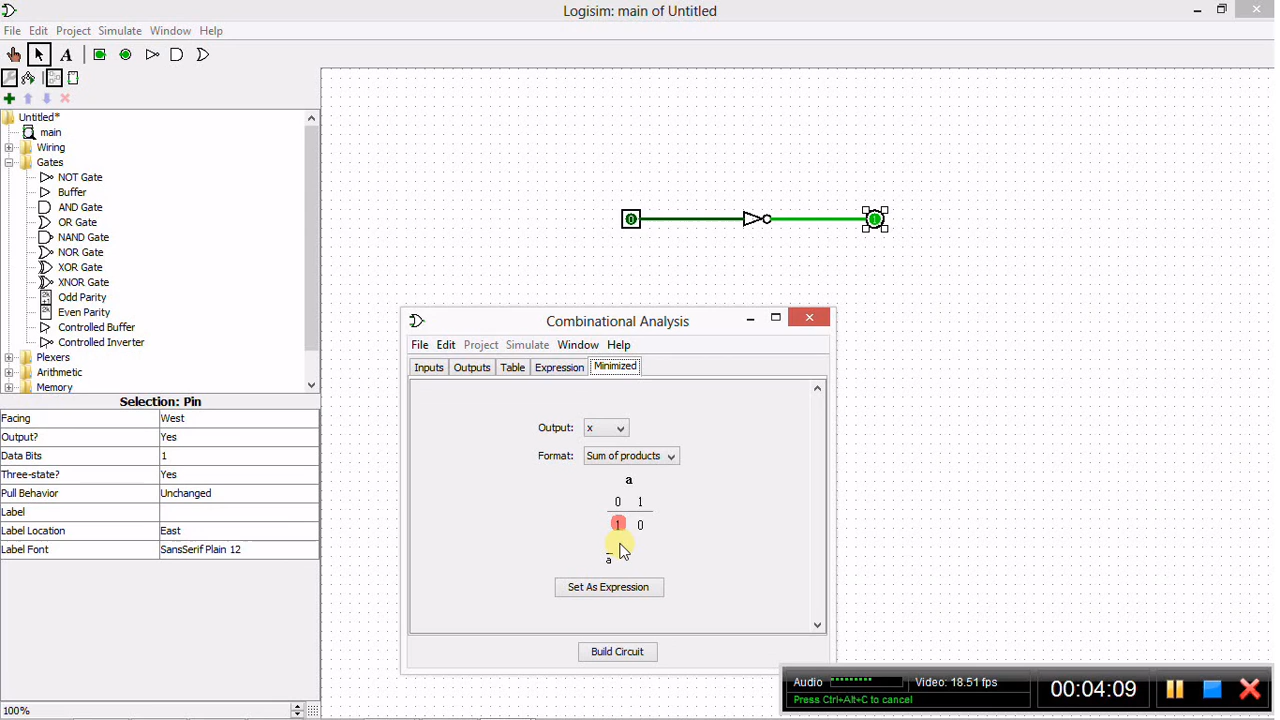 Logisim: main of Untitled
File Edit Project Simulate Window Help
A
Untitled*
main
Wiring
Gates
NOT Gate
Buffer
AND Gate
OR Gate
NAND Gate
NOR Gate
XOR Gate
XNOR Gate
Odd Parity
Even Parity
Controlled Buffer
Controlled Inverter
Plexers
Arithmetic
Memory
Selection: Pin
Facing West
Output? Yes
Data Bits 1
Three-state? Yes
Pull Behavior Unchanged
Label
Label Location East
Label Font SansSerif Plain 12
100%
0 1
Combinational Analysis
File Edit Project Simulate Window Help
Inputs Outputs Table Expression Minimized
Output: x
Format: Sum of products
a
0 1
1 0
a̅
Set As Expression
Build Circuit
Audio Video: 18.51 fps
Press Ctrl+Alt+C to cancel
00:04:09